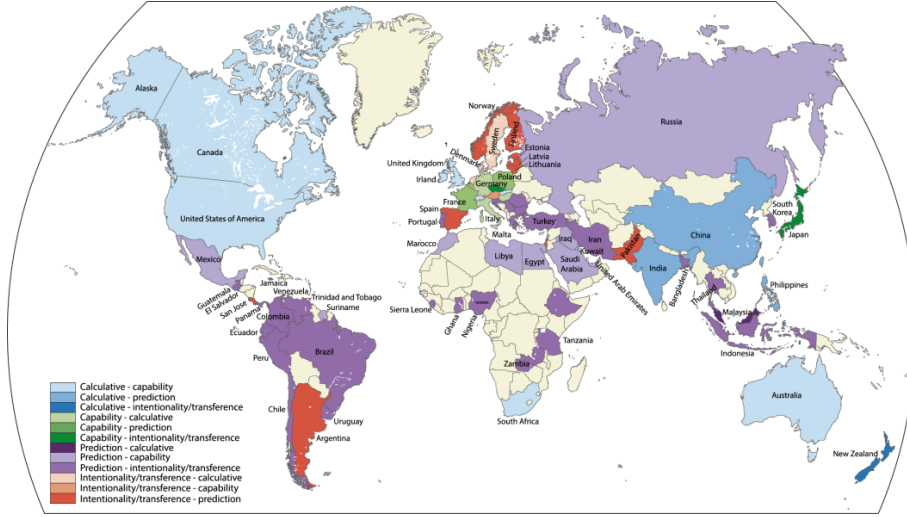 Alaska
Canada
United States of America
Mexico
Guatemala
El Salvador
San Jose
Panama
Jamaica
Venezuela
Trinidad and Tobago
Suriname
Colombia
Ecuador
Peru
Brazil
Chile
Uruguay
Argentina
Norway
Sweden
Finland
Estonia
Latvia
Lithuania
Denmark
United Kingdom
Irland
Poland
Germany
France
Spain
Portugal
Italy
Malta
Marocco
Turkey
Libya
Egypt
Iraq
Iran
Kuwait
Saudi
Arabia
United Arab Emirates
Pakistan
India
Bangladesh
Russia
China
South
Korea
Japan
Philippines
Thailand
Malaysia
Indonesia
Sierra Leone
Ghana
Nigeria
Tanzania
Zambia
South Africa
Australia
New Zealand
Calculative - capability
Calculative - prediction
Calculative - intentionality/transference
Capability - calculative
Capability - prediction
Capability - intentionality/transference
Prediction - calculative
Prediction - capability
Prediction - intentionality/transference
Intentionality/transference - calculative
Intentionality/transference - capability
Intentionality/transference - prediction